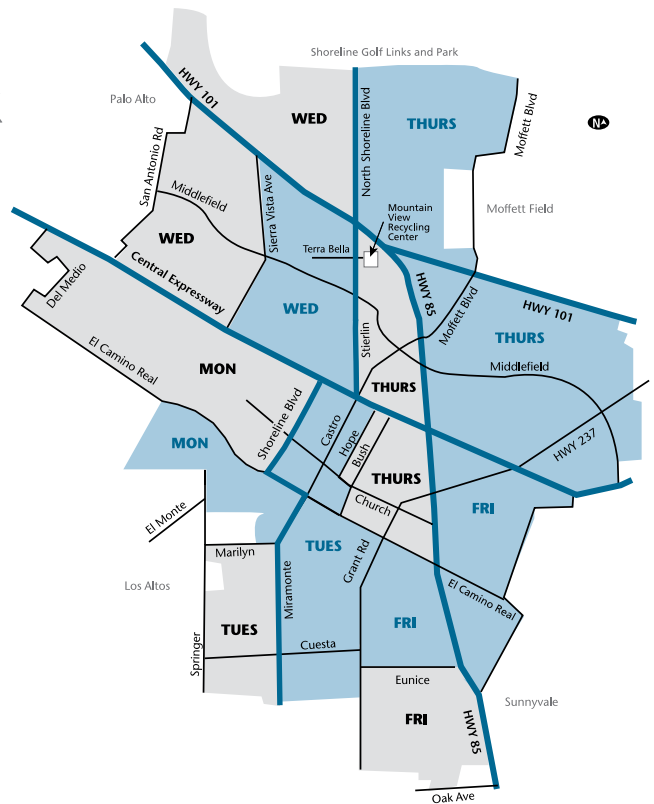 Shoreline Golf Links and Park
HWY 101
Palo Alto
WED
North Shoreline Blvd
THURS
Moffett Blvd
N
San Antonio Rd
Middlefield
Sierra Vista Ave
Mountain
View
Recycling
Center
Moffett Field
WED
Terra Bella
Central Expressway
Del Medio
HWY 85
Moffett Blvd
HWY 101
WED
Stierlin
THURS
El Camino Real
MON
Middlefield
THURS
Shoreline Blvd
Castro
Hope
Bush
MON
HWY 237
THURS
El Monte
Church
FRI
Marilyn
TUES
Grant Rd
Los Altos
Miramonte
El Camino Real
TUES
FRI
Springer
Cuesta
Eunice
Sunnyvale
FRI
HWY 85
Oak Ave